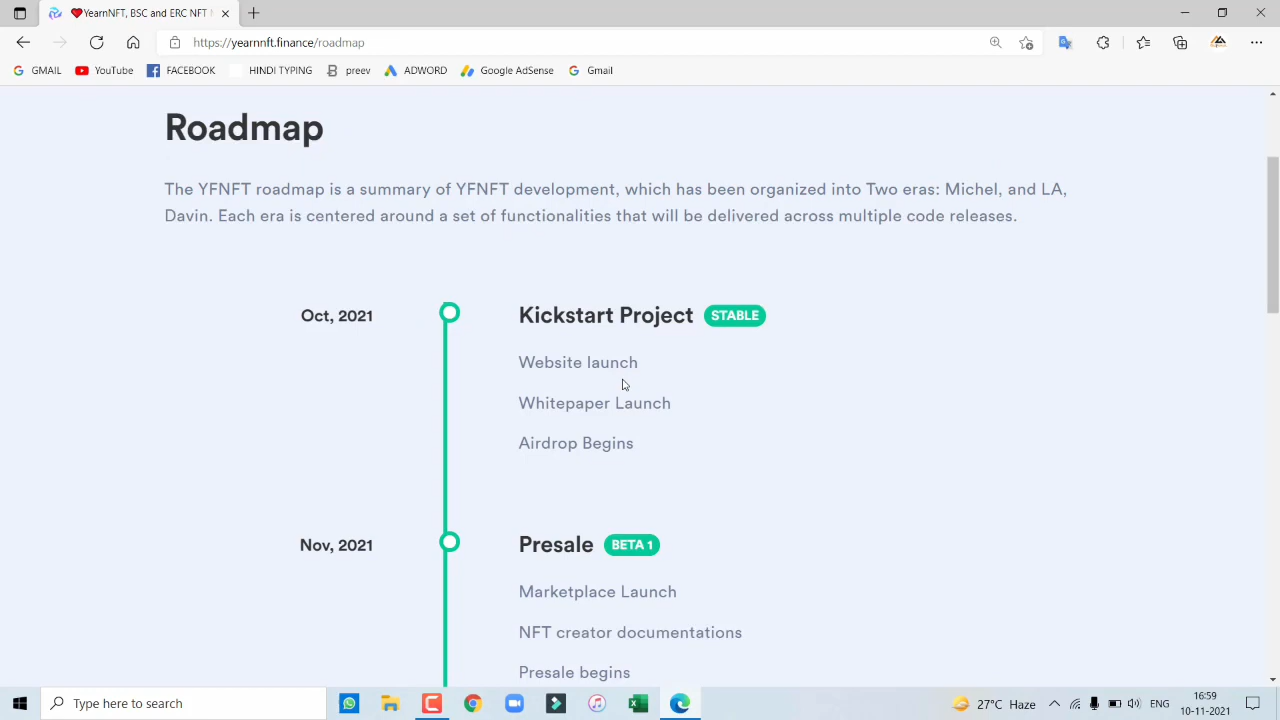 YearnNFT, BSC and ERC NFT
https://yearnnft.finance/roadmap
GMAIL YouTube FACEBOOK HINDI TYPING preev ADWORD Google AdSense Gmail
Roadmap
The YFNFT roadmap is a summary of YFNFT development, which has been organized into Two eras: Michel, and LA,
Davin. Each era is centered around a set of functionalities that will be delivered across multiple code releases.
Oct, 2021
Kickstart Project STABLE
Website launch
Whitepaper Launch
Airdrop Begins
Nov, 2021
Presale BETA 1
Marketplace Launch
NFT creator documentations
Presale begins
Type here to search
27°C Haze
ENG
16:59
10-11-2021